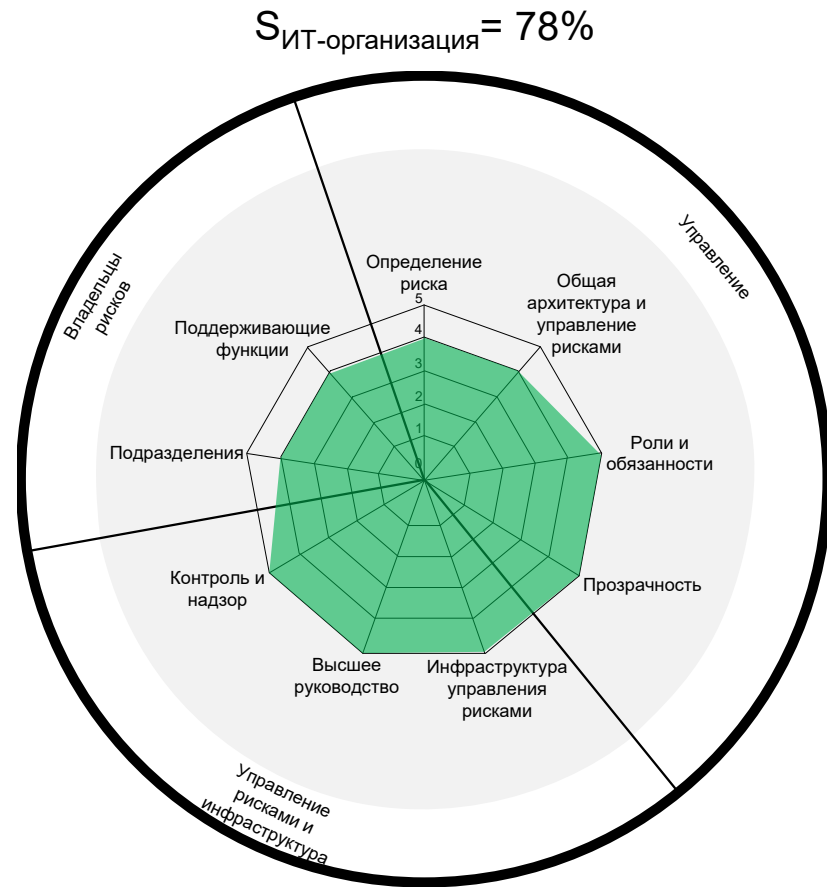 SИТ-организация= 78%
Управление
Владельцы
рисков
Определение
риска
Общая
архитектура и
управление
рисками
Поддерживающие
функции
5
4
3
2
1
0
Подразделения
Роли и
обязанности
Контроль и
надзор
Прозрачность
Высшее
руководство
Инфраструктура
управления
рисками
Управление
рисками и
инфраструктура